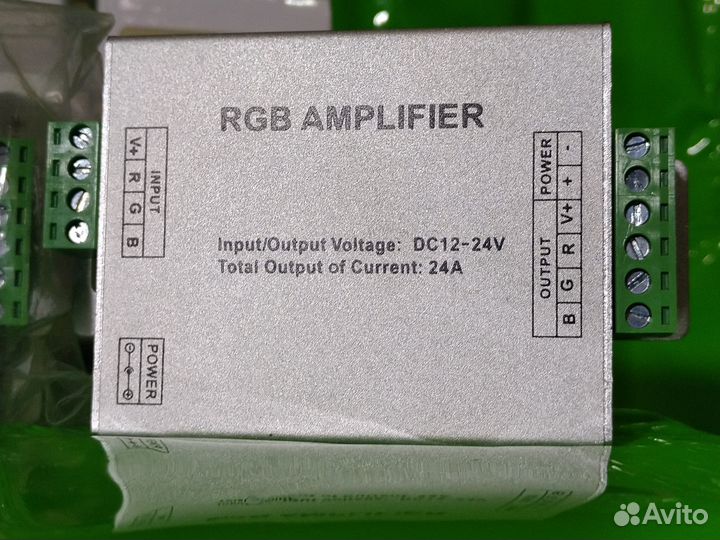 RGB AMPLIFIER
V+ R G B
INPUT
Input/Output Voltage: DC12-24V
Total Output of Current: 24A
POWER
- +
POWER
V+ R G B
OUTPUT
Avito